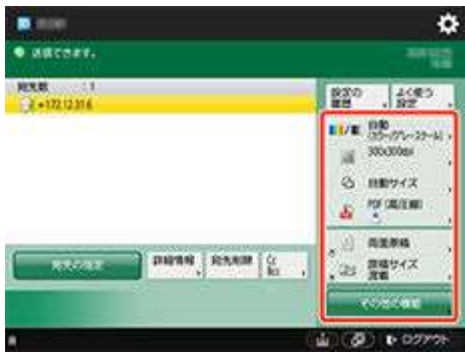 送信できます。
宛先数 :1
設定の
履歴
よく使う
設定
自動
(カラー/グレースケール)
300x300dpi
自動サイズ
PDF (高圧縮)
両面原稿
宛先の指定
詳細情報
宛先削除
Cc
Bcc
原稿サイズ
混載
その他の機能
ログアウト